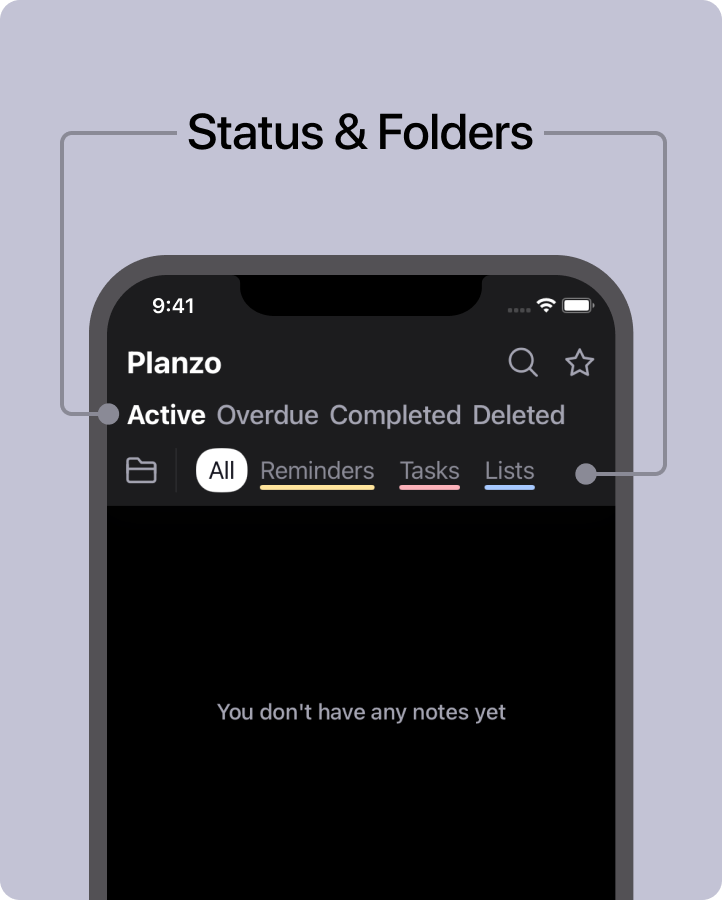 Status & Folders
9:41
Planzo
Active Overdue Completed Deleted
All Reminders Tasks Lists
You don't have any notes yet